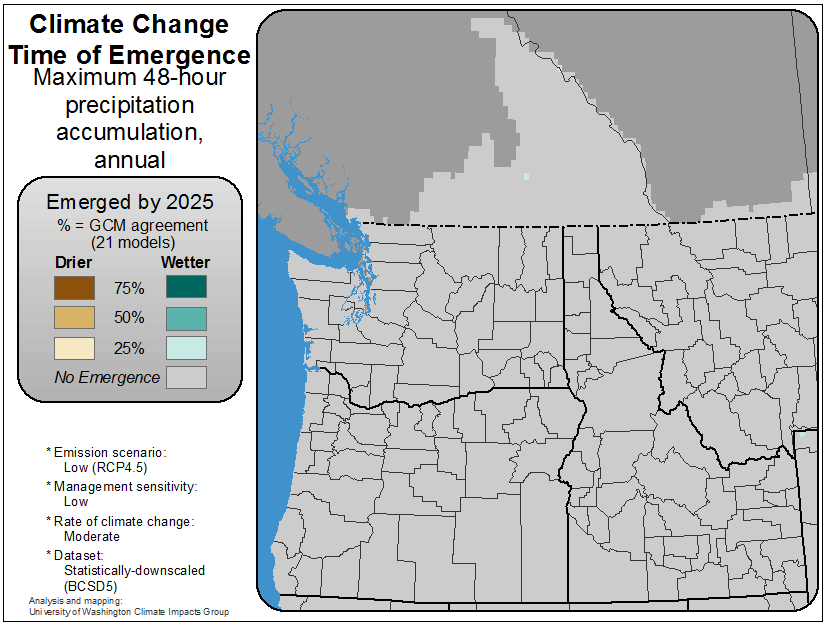 Climate Change
Time of Emergence
Maximum 48-hour
precipitation
accumulation,
annual
Emerged by 2025
% = GCM agreement
(21 models)
Drier Wetter
75%
50%
25%
No Emergence
* Emission scenario:
Low (RCP4.5)
* Management sensitivity:
Low
* Rate of climate change:
Moderate
* Dataset:
Statistically-downscaled
(BCSD5)
Analysis and mapping:
University of Washington Climate Impacts Group